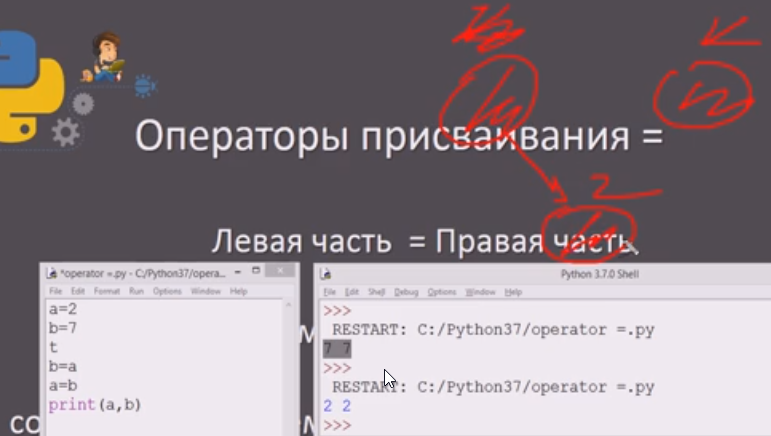 Операторы присваивания =
2
Левая часть = Правая часть
*operator =.py - C:/Python37/opera...
File Edit Format Run Options Window Help
a=2
b=7
t
b=a
a=b
print(a,b)
Python 3.7.0 Shell
File Edit Shell Debug Options Window Help
>>>
RESTART: C:/Python37/operator =.py
7 7
>>>
RESTART: C:/Python37/operator =.py
2 2
>>>